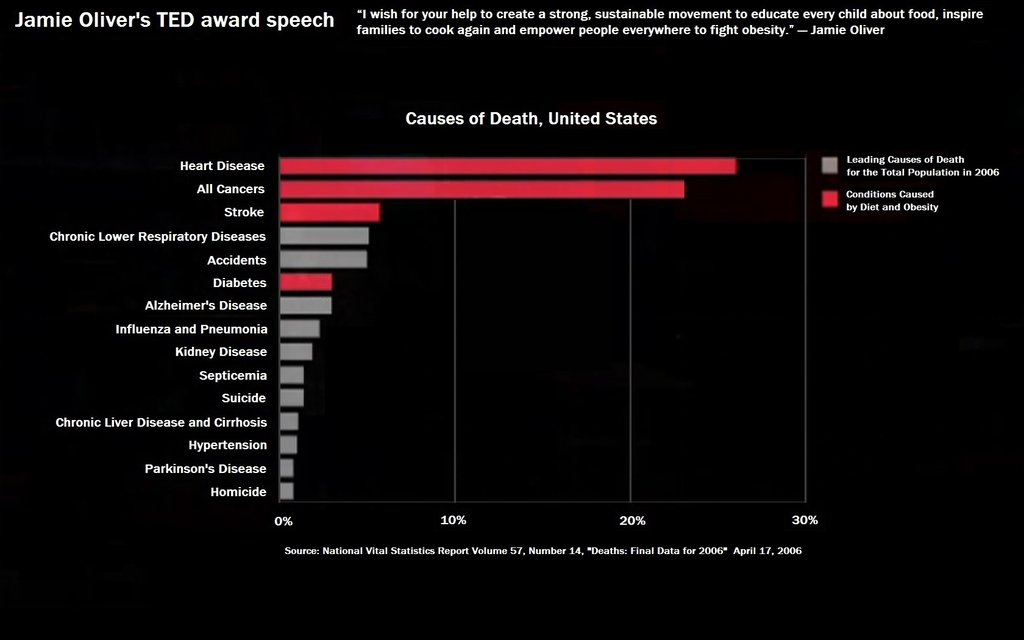 Jamie Oliver's TED award speech
“I wish for your help to create a strong, sustainable movement to educate every child about food, inspire
families to cook again and empower people everywhere to fight obesity.” — Jamie Oliver
Causes of Death, United States
Heart Disease
All Cancers
Stroke
Chronic Lower Respiratory Diseases
Accidents
Diabetes
Alzheimer's Disease
Influenza and Pneumonia
Kidney Disease
Septicemia
Suicide
Chronic Liver Disease and Cirrhosis
Hypertension
Parkinson's Disease
Homicide
Leading Causes of Death
for the Total Population in 2006
Conditions Caused
by Diet and Obesity
0%
10%
20%
30%
Source: National Vital Statistics Report Volume 57, Number 14, "Deaths: Final Data for 2006" April 17, 2006